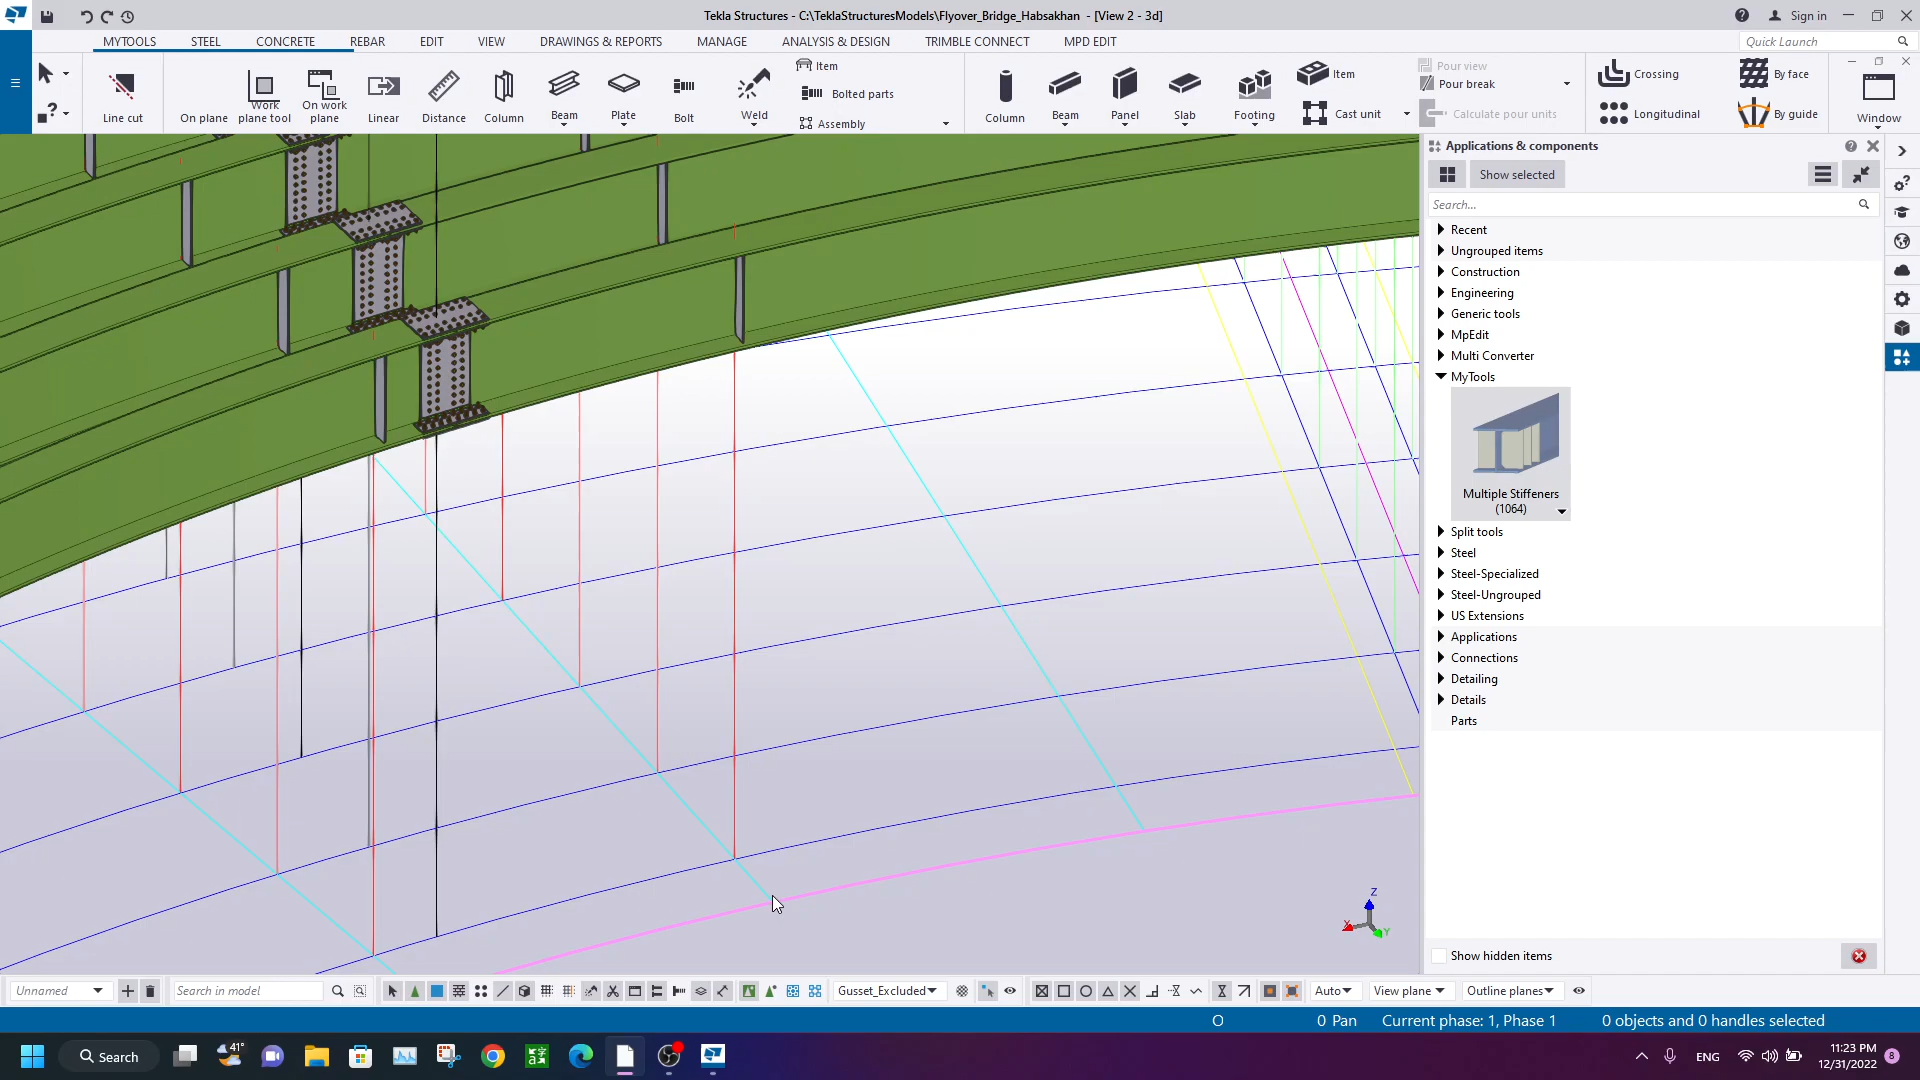 Tekla Structures - C:\TeklaStructuresModels\Flyover_Bridge_Habsakhan - [View 2 - 3d]
Sign in
MYTOOLS STEEL CONCRETE REBAR EDIT VIEW DRAWINGS & REPORTS MANAGE ANALYSIS & DESIGN TRIMBLE CONNECT MPD EDIT
Quick Launch
Line cut
On plane
Work plane tool
On work plane
Linear
Distance
Column
Beam
Plate
Bolt
Weld
Item
Bolted parts
Assembly
Column
Beam
Panel
Slab
Footing
Item
Cast unit
Pour view
Pour break
Calculate pour units
Crossing
Longitudinal
By face
By guide
Window
Applications & components
Show selected
Search...
Recent
Ungrouped items
Construction
Engineering
Generic tools
MpEdit
Multi Converter
MyTools
Multiple Stiffeners
(1064)
Split tools
Steel
Steel-Specialized
Steel-Ungrouped
US Extensions
Applications
Connections
Detailing
Details
Parts
Show hidden items
Z
X
Y
Unnamed
Search in model
Gusset_Excluded
Auto
View plane
Outline planes
O
0 Pan
Current phase: 1, Phase 1
0 objects and 0 handles selected
Search
41°
ENG
11:23 PM
12/31/2022
8